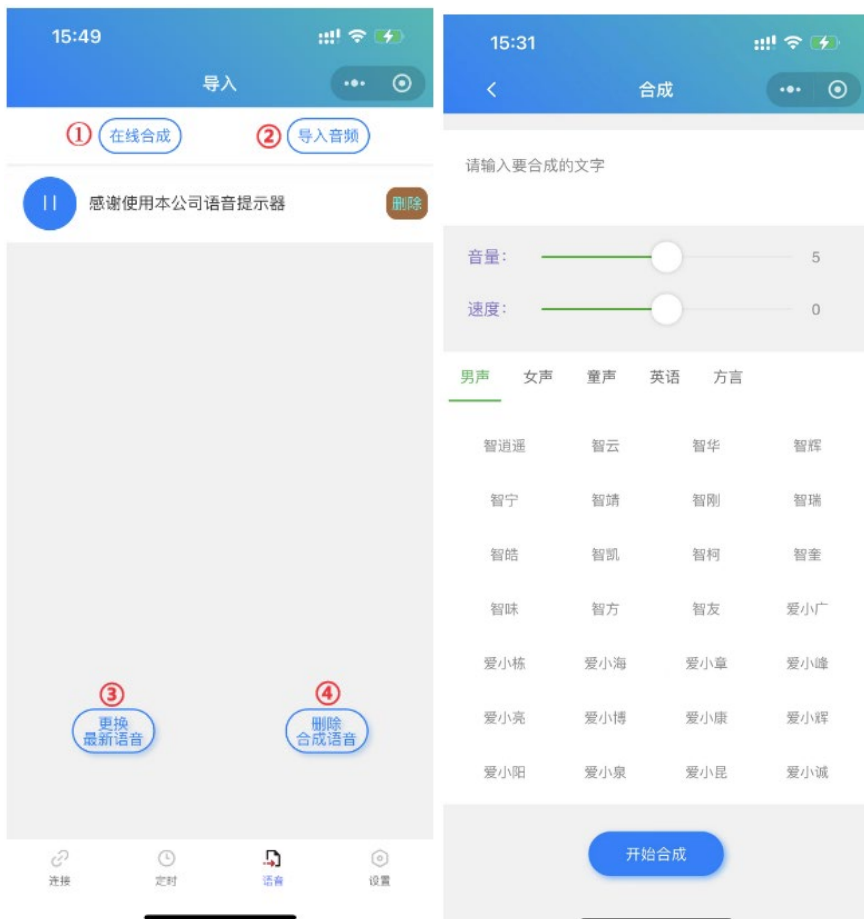 15:49
导入
① 在线合成
② 导入音频
感谢使用本公司语音提示器
删除
③
更换
最新语音
④
删除
合成语音
连接
定时
语音
设置
15:31
合成
请输入要合成的文字
音量: 5
速度: 0
男声 女声 童声 英语 方言
智逍遥 智云 智华 智辉
智宁 智靖 智刚 智瑞
智皓 智凯 智柯 智奎
智味 智方 智友 爱小广
爱小栋 爱小海 爱小章 爱小峰
爱小亮 爱小博 爱小康 爱小辉
爱小阳 爱小泉 爱小昆 爱小诚
开始合成